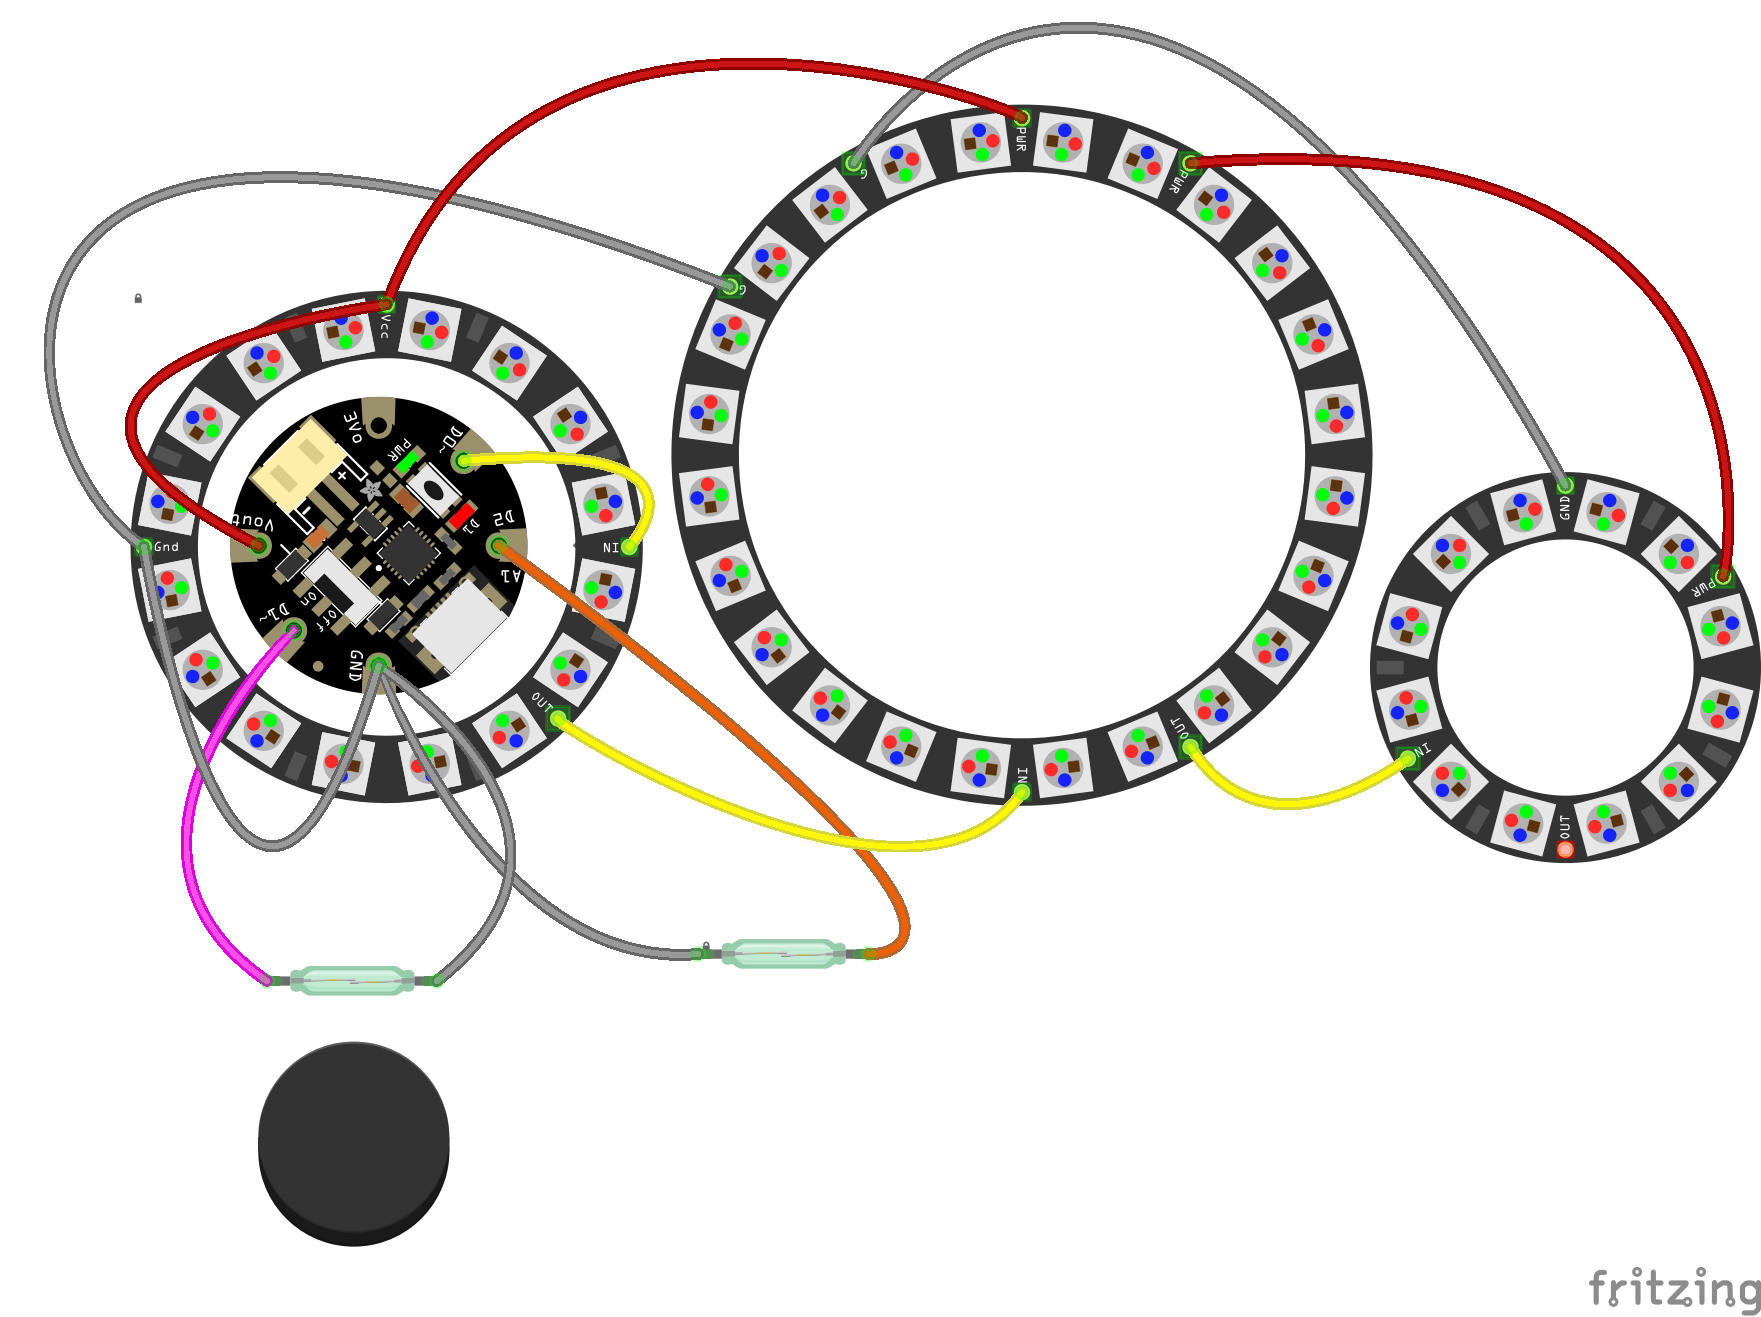 PWR
G
PWR
G
Vcc
3Vo
D0~
PWR
+
Vout
-
D2
D1
Gnd
IN
A1
GND
PWR
D1~
On
Off
GND
OUT
OUT
IN
IN
OUT
fritzing